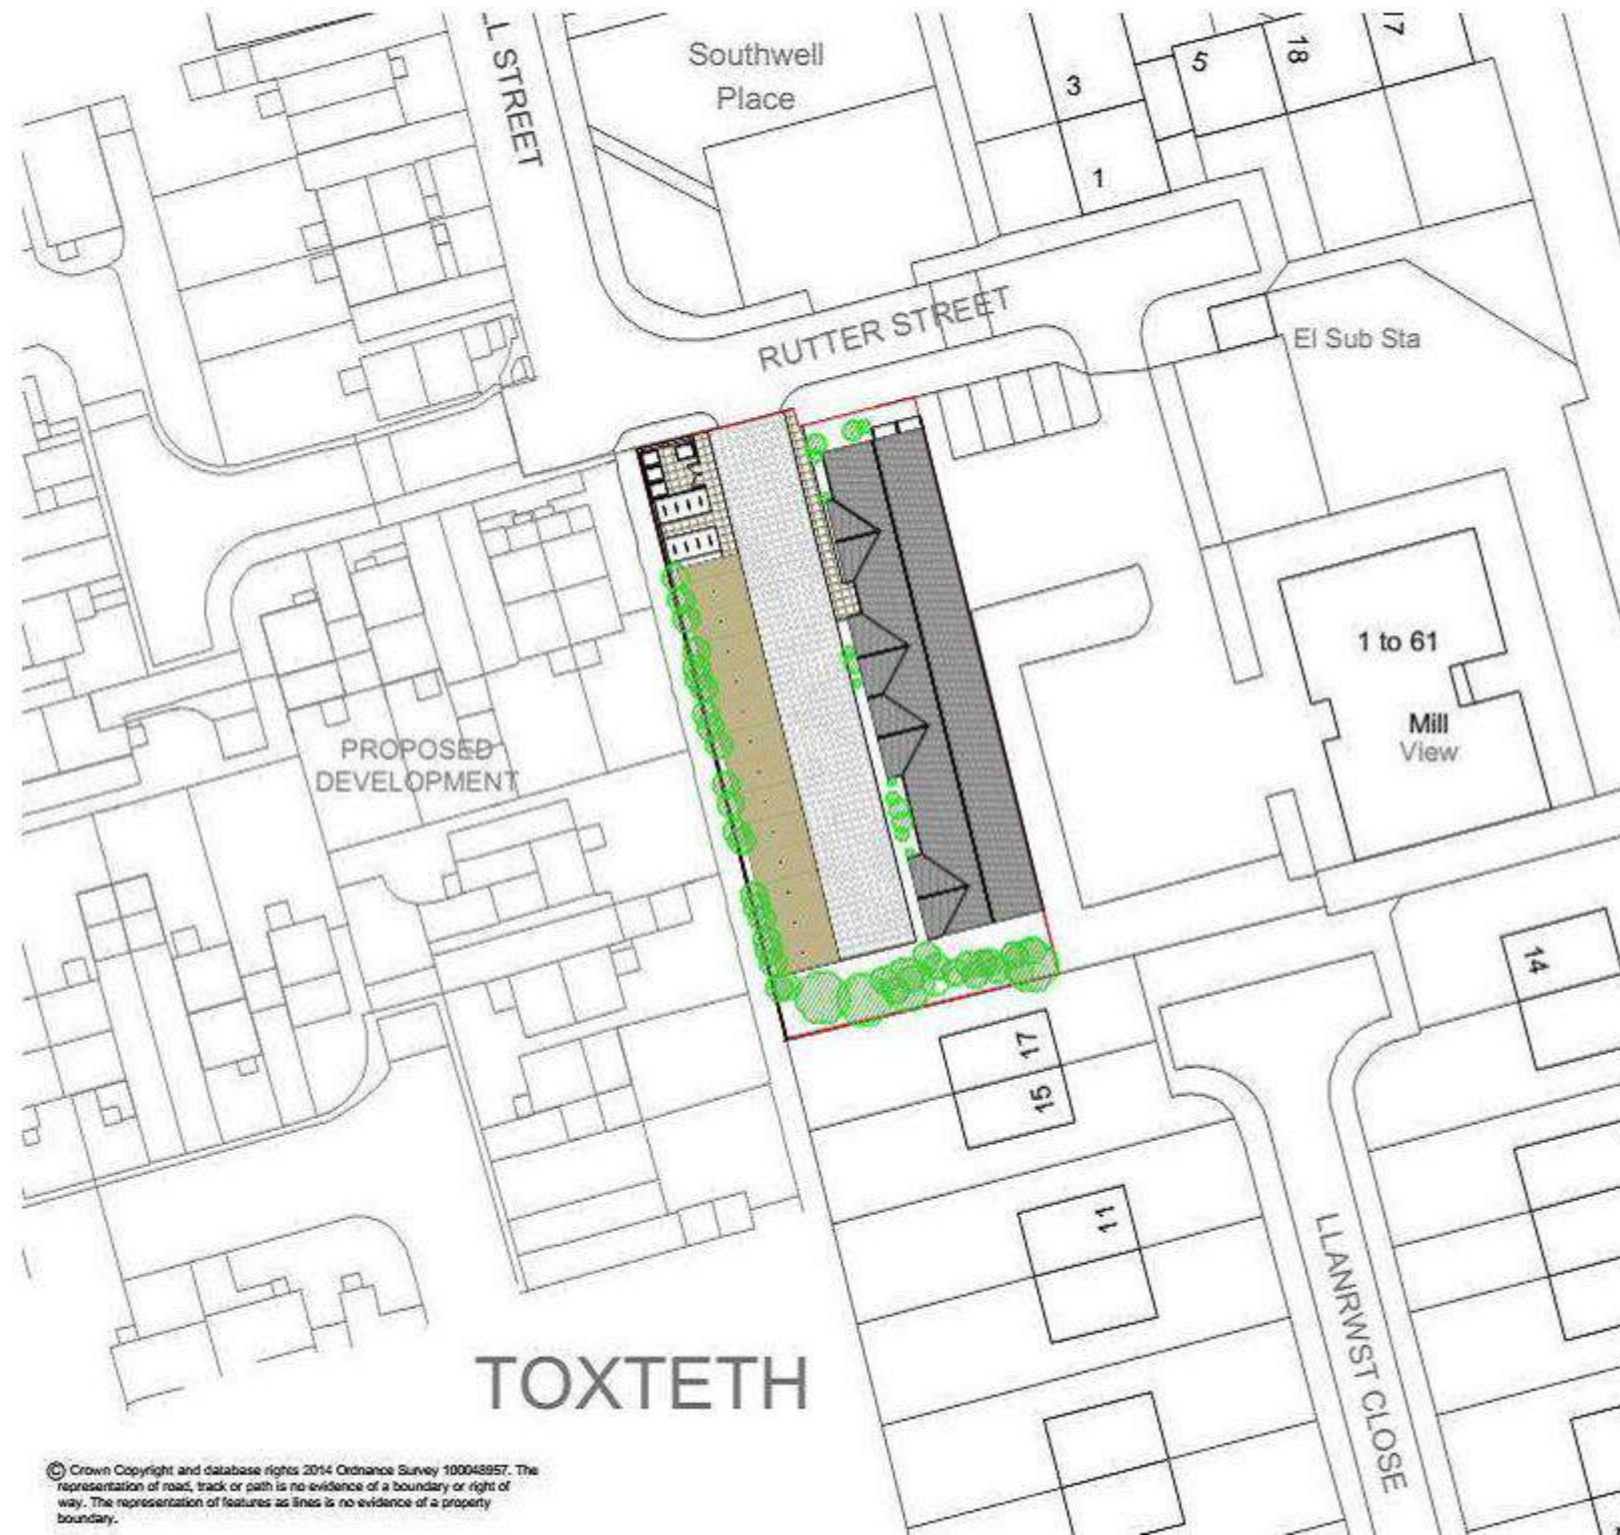 LL STREET
Southwell
Place
3
1
5
18
17
RUTTER STREET
El Sub Sta
1 to 61
Mill
View
PROPOSED
DEVELOPMENT
14
17
15
11
LLANRWST CLOSE
TOXTETH
© Crown Copyright and database rights 2014 Ordnance Survey 100048957. The
representation of road, track or path is no evidence of a boundary or right of
way. The representation of features as lines is no evidence of a property
boundary.